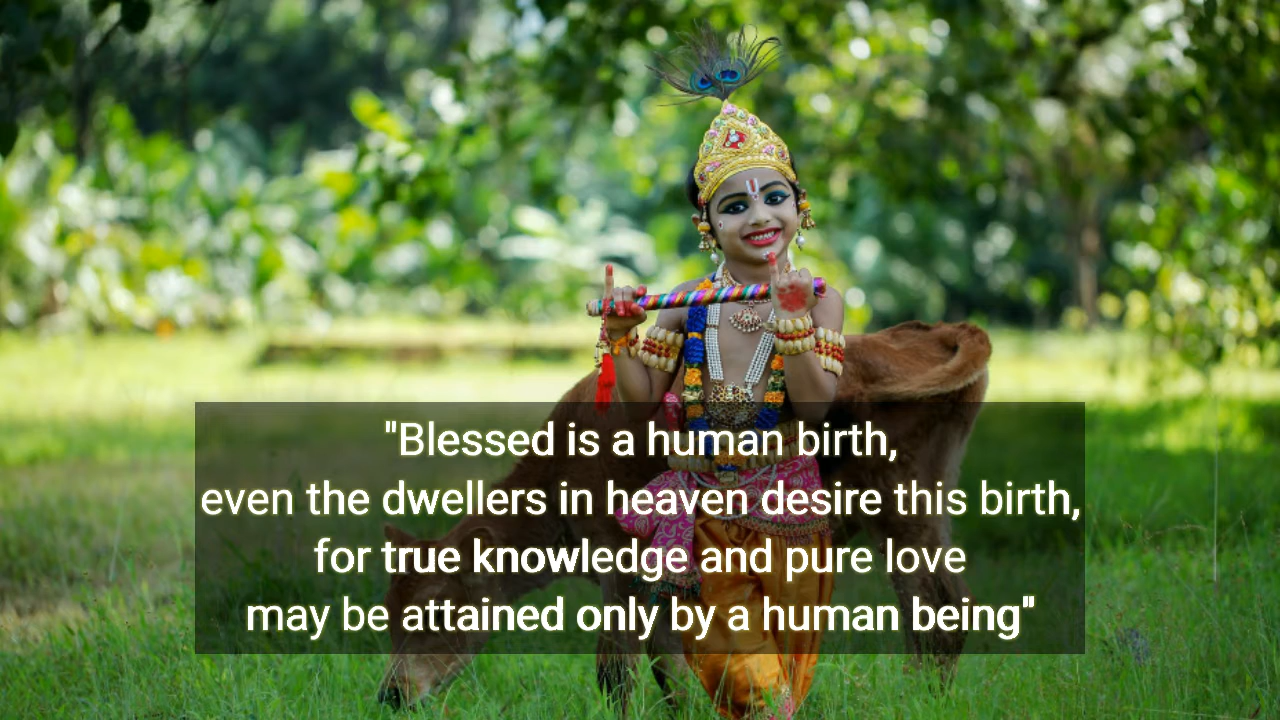 "Blessed is a human birth,
even the dwellers in heaven desire this birth,
for true knowledge and pure love
may be attained only by a human being"